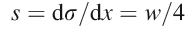 s = dσ/dx = w/4